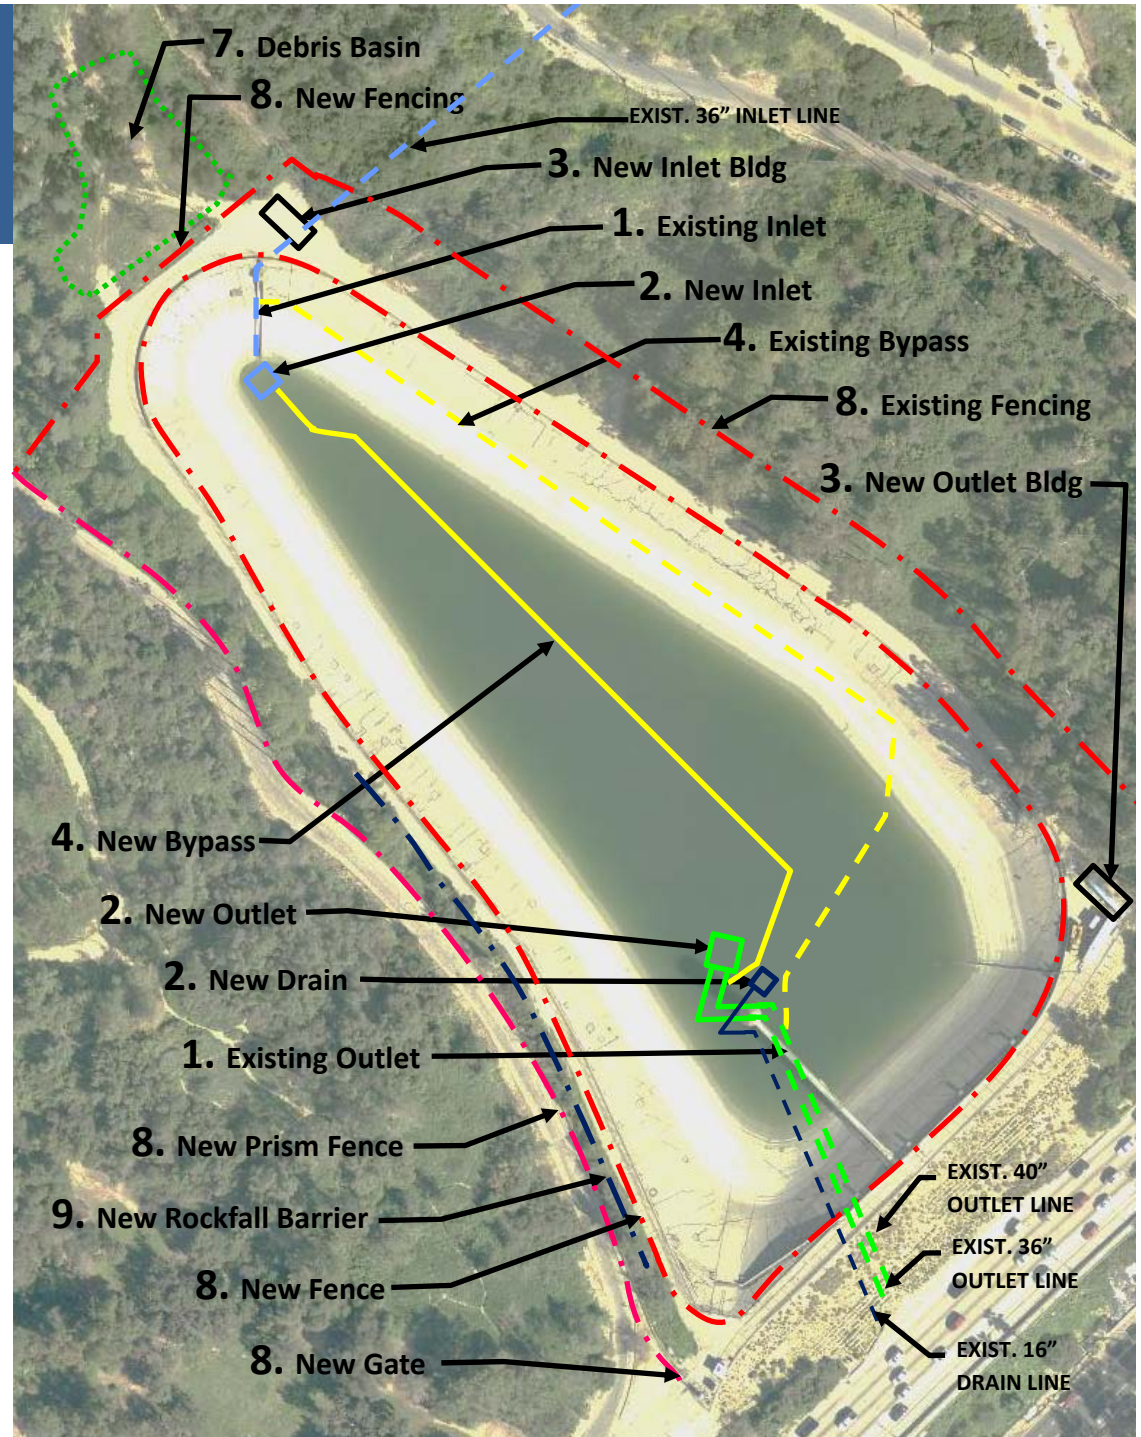 7. Debris Basin
8. New Fencing
EXIST. 36” INLET LINE
3. New Inlet Bldg
1. Existing Inlet
2. New Inlet
4. Existing Bypass
8. Existing Fencing
3. New Outlet Bldg
4. New Bypass
2. New Outlet
2. New Drain
1. Existing Outlet
8. New Prism Fence
9. New Rockfall Barrier
8. New Fence
8. New Gate
EXIST. 40”
OUTLET LINE
EXIST. 36”
OUTLET LINE
EXIST. 16”
DRAIN LINE